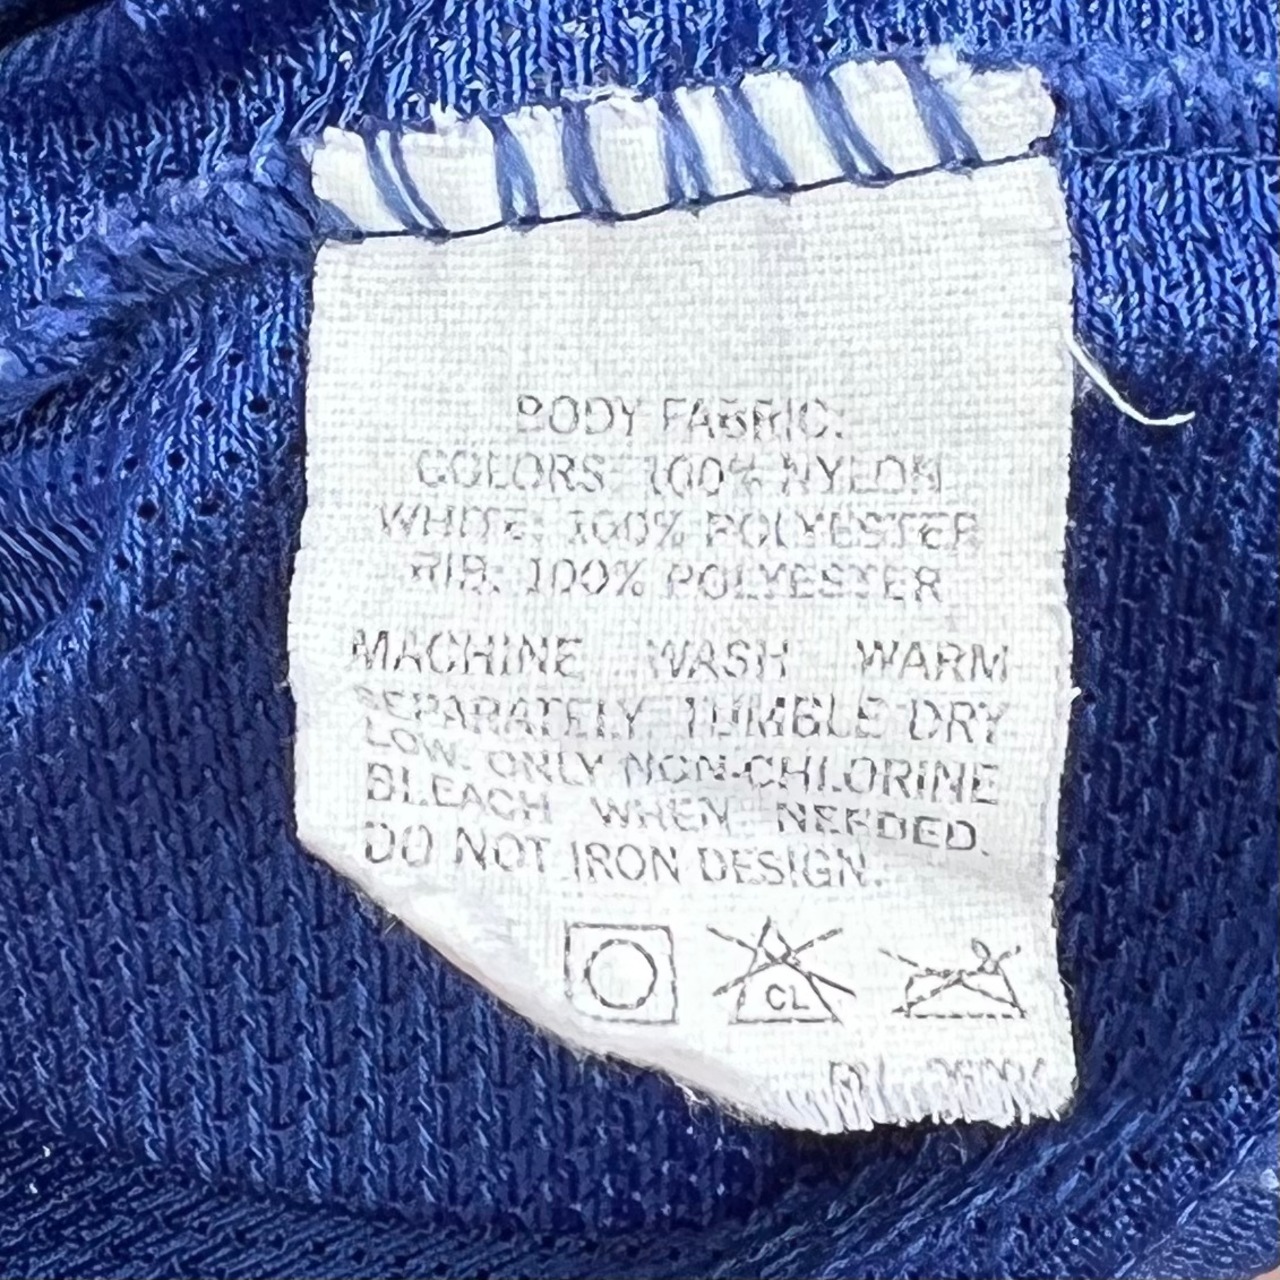 BODY FABRIC:
COLORS: 100% NYLON
WHITE: 100% POLYESTER
RIB: 100% POLYESTER
MACHINE WASH WARM
SEPARATELY. TUMBLE DRY
LOW. ONLY NON-CHLORINE
BLEACH WHEN NEEDED.
DO NOT IRON DESIGN.
CL